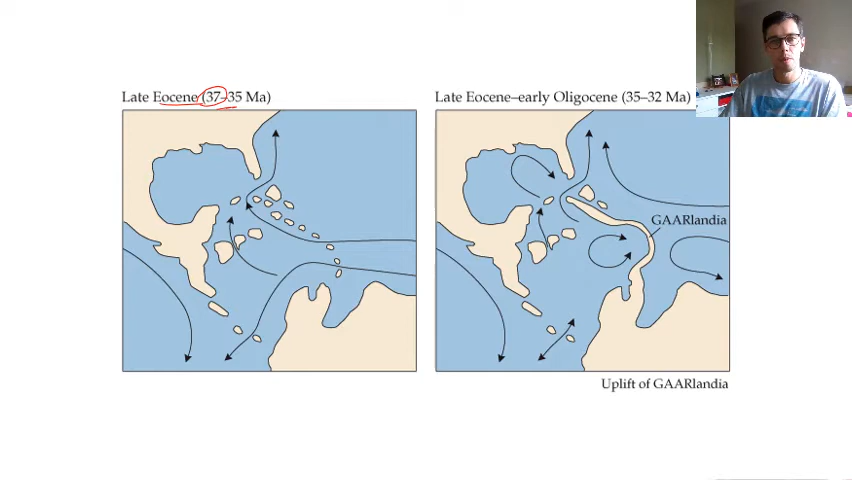 Late Eocene (37–35 Ma)
Late Eocene–early Oligocene (35–32 Ma)
GAARlandia
Uplift of GAARlandia